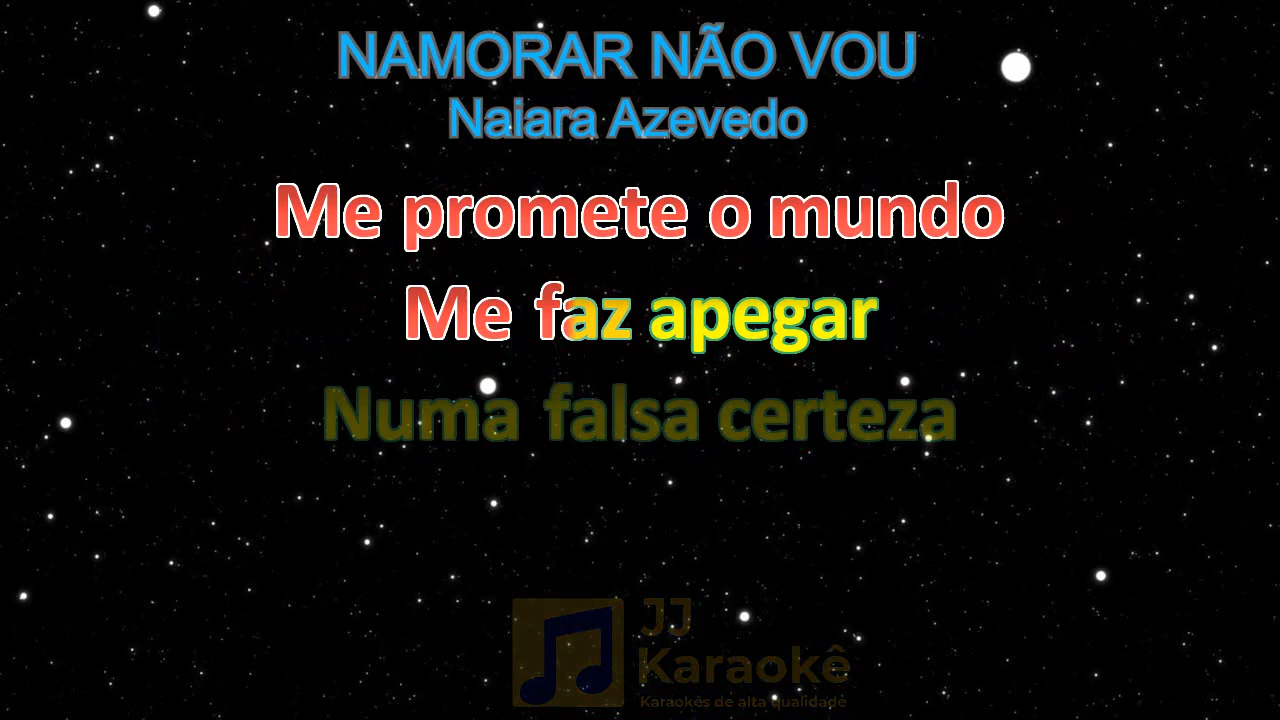 NAMORAR NÃO VOU
Naiara Azevedo
Me promete o mundo
Me faz apegar
Numa falsa certeza
JJ
Karaokê
Karaokês de alta qualidade